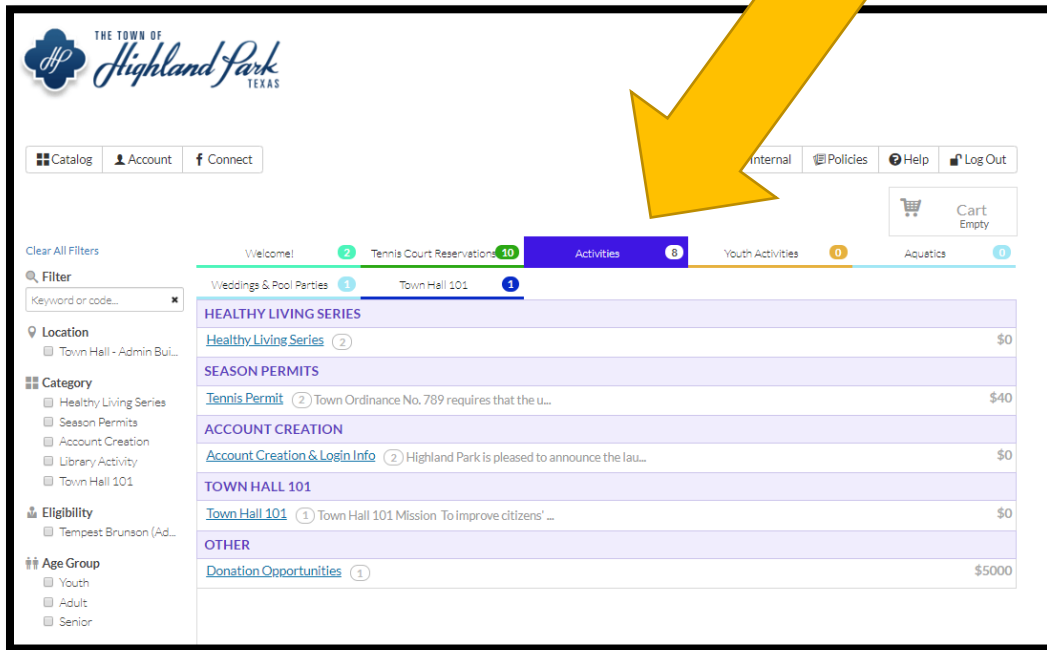 THE TOWN OF
Highland Park
TEXAS
HP
Catalog Account Connect Internal Policies Help Log Out
Cart
Empty
Clear All Filters
Welcome! 2 Tennis Court Reservations 10 Activities 8 Youth Activities 0 Aquatics 0
Weddings & Pool Parties 1 Town Hall 101 1
Filter
Keyword or code... ×
Location
Town Hall - Admin Bui...
Category
Healthy Living Series
Season Permits
Account Creation
Library Activity
Town Hall 101
Eligibility
Tempest Brunson (Ad...
Age Group
Youth
Adult
Senior
HEALTHY LIVING SERIES
Healthy Living Series 2 $0
SEASON PERMITS
Tennis Permit 2 Town Ordinance No. 789 requires that the u... $40
ACCOUNT CREATION
Account Creation & Login Info 2 Highland Park is pleased to announce the lau... $0
TOWN HALL 101
Town Hall 101 1 Town Hall 101 Mission To improve citizens' ... $0
OTHER
Donation Opportunities 1 $5000